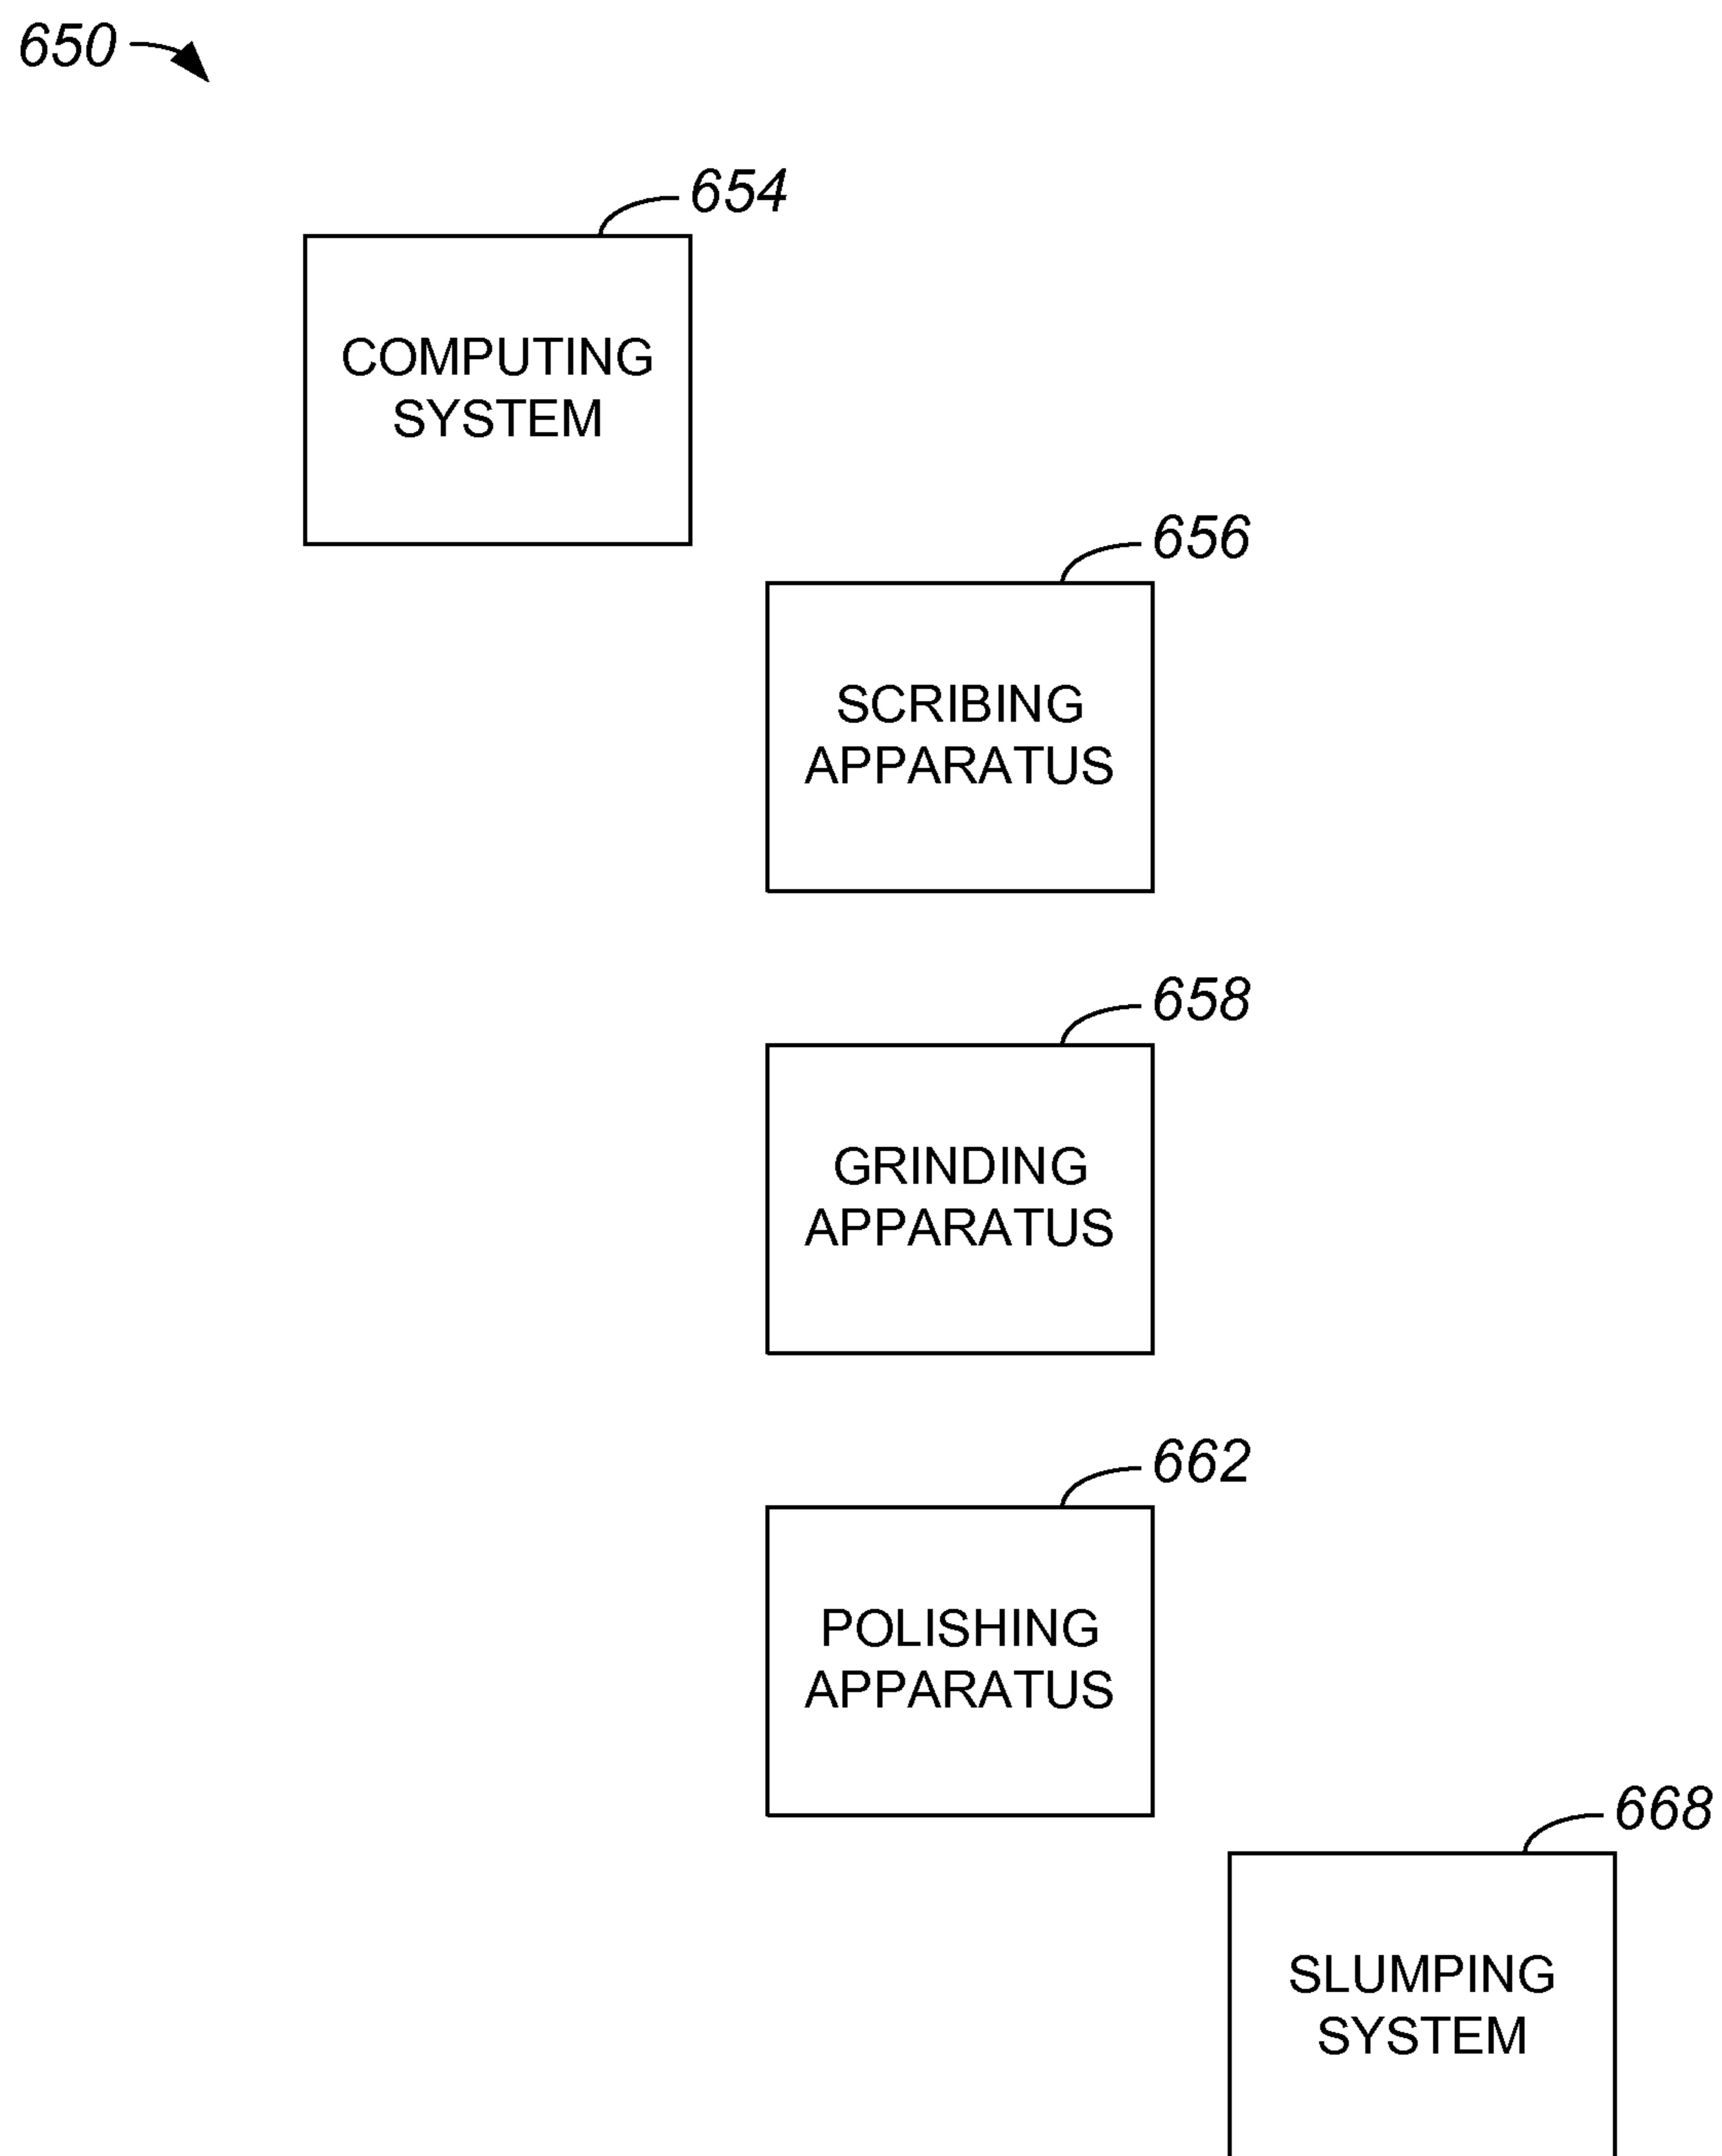 650
654
COMPUTING
SYSTEM
656
SCRIBING
APPARATUS
658
GRINDING
APPARATUS
662
POLISHING
APPARATUS
668
SLUMPING
SYSTEM